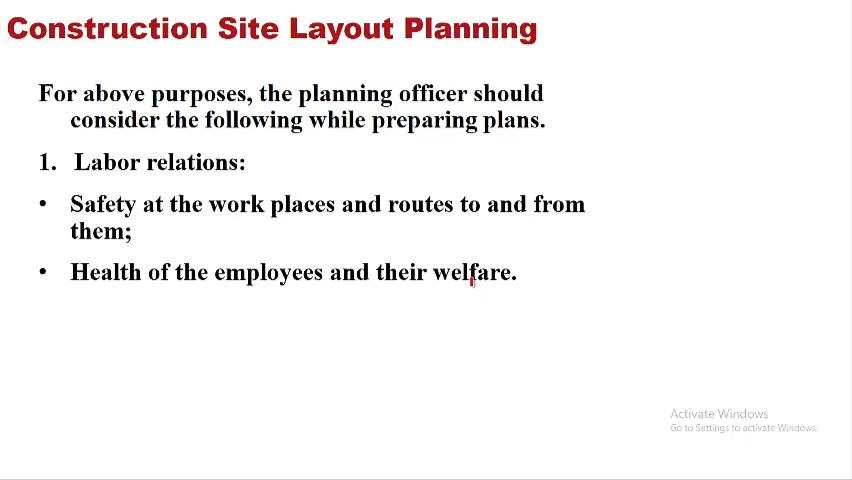 Construction Site Layout Planning
For above purposes, the planning officer should
consider the following while preparing plans.
1. Labor relations:
• Safety at the work places and routes to and from
them;
• Health of the employees and their welfare.
Activate Windows
Go to Settings to activate Windows.